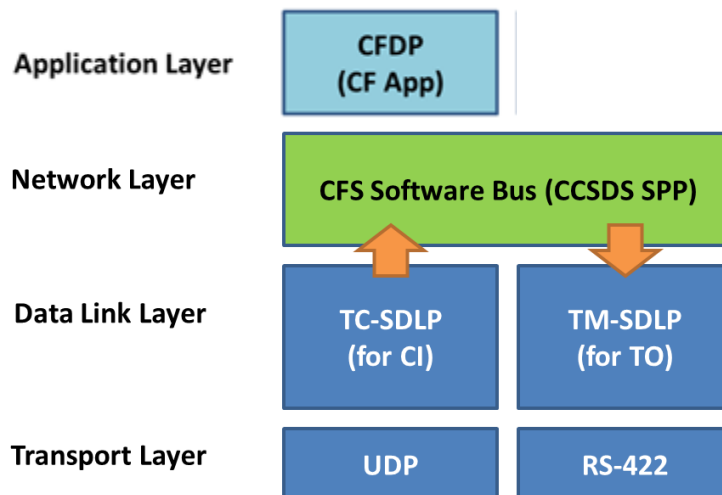 Application Layer
CFDP
(CF App)
Network Layer
CFS Software Bus (CCSDS SPP)
Data Link Layer
TC-SDLP
(for CI)
TM-SDLP
(for TO)
Transport Layer
UDP
RS-422